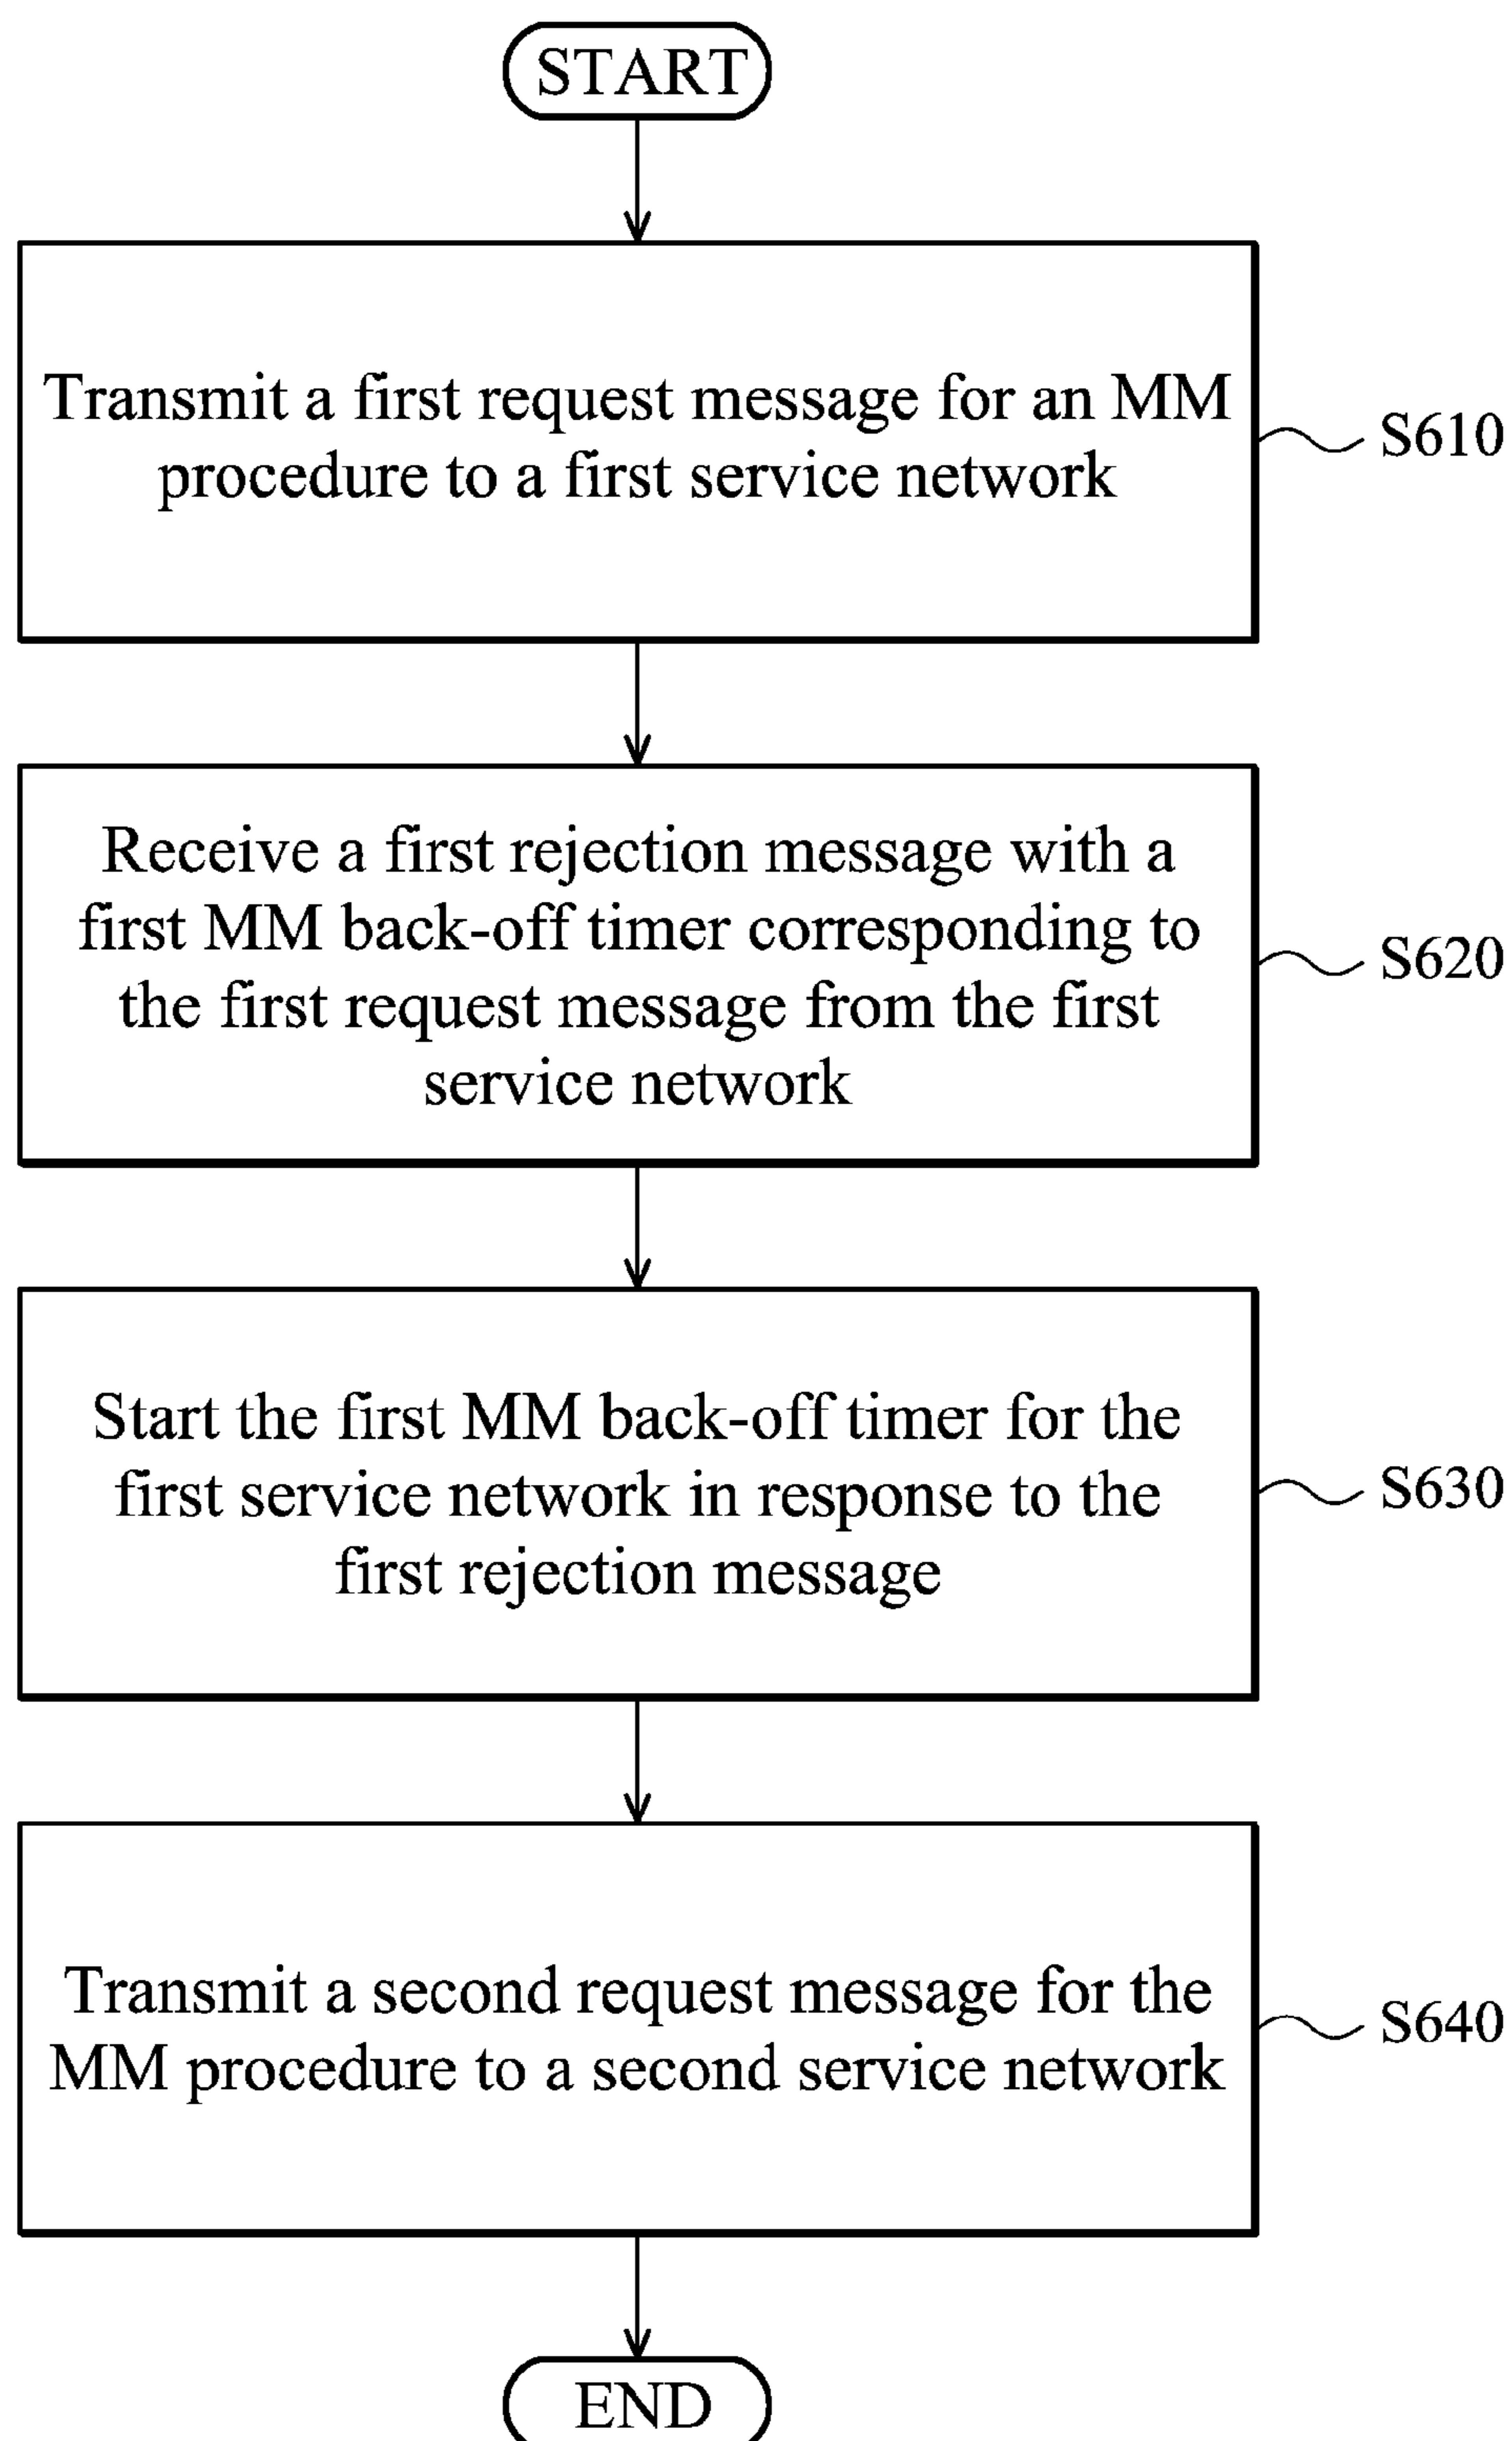 START
Transmit a first request message for an MM
procedure to a first service network
S610
Receive a first rejection message with a
first MM back-off timer corresponding to
the first request message from the first
service network
S620
Start the first MM back-off timer for the
first service network in response to the
first rejection message
S630
Transmit a second request message for the
MM procedure to a second service network
S640
END